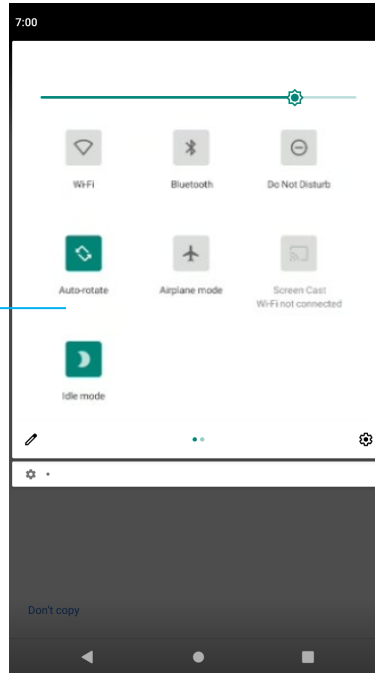 7:00
Wi-Fi
Bluetooth
Do Not Disturb
Auto-rotate
Airplane mode
Screen Cast
Wi-Fi not connected
Idle mode
Don't copy